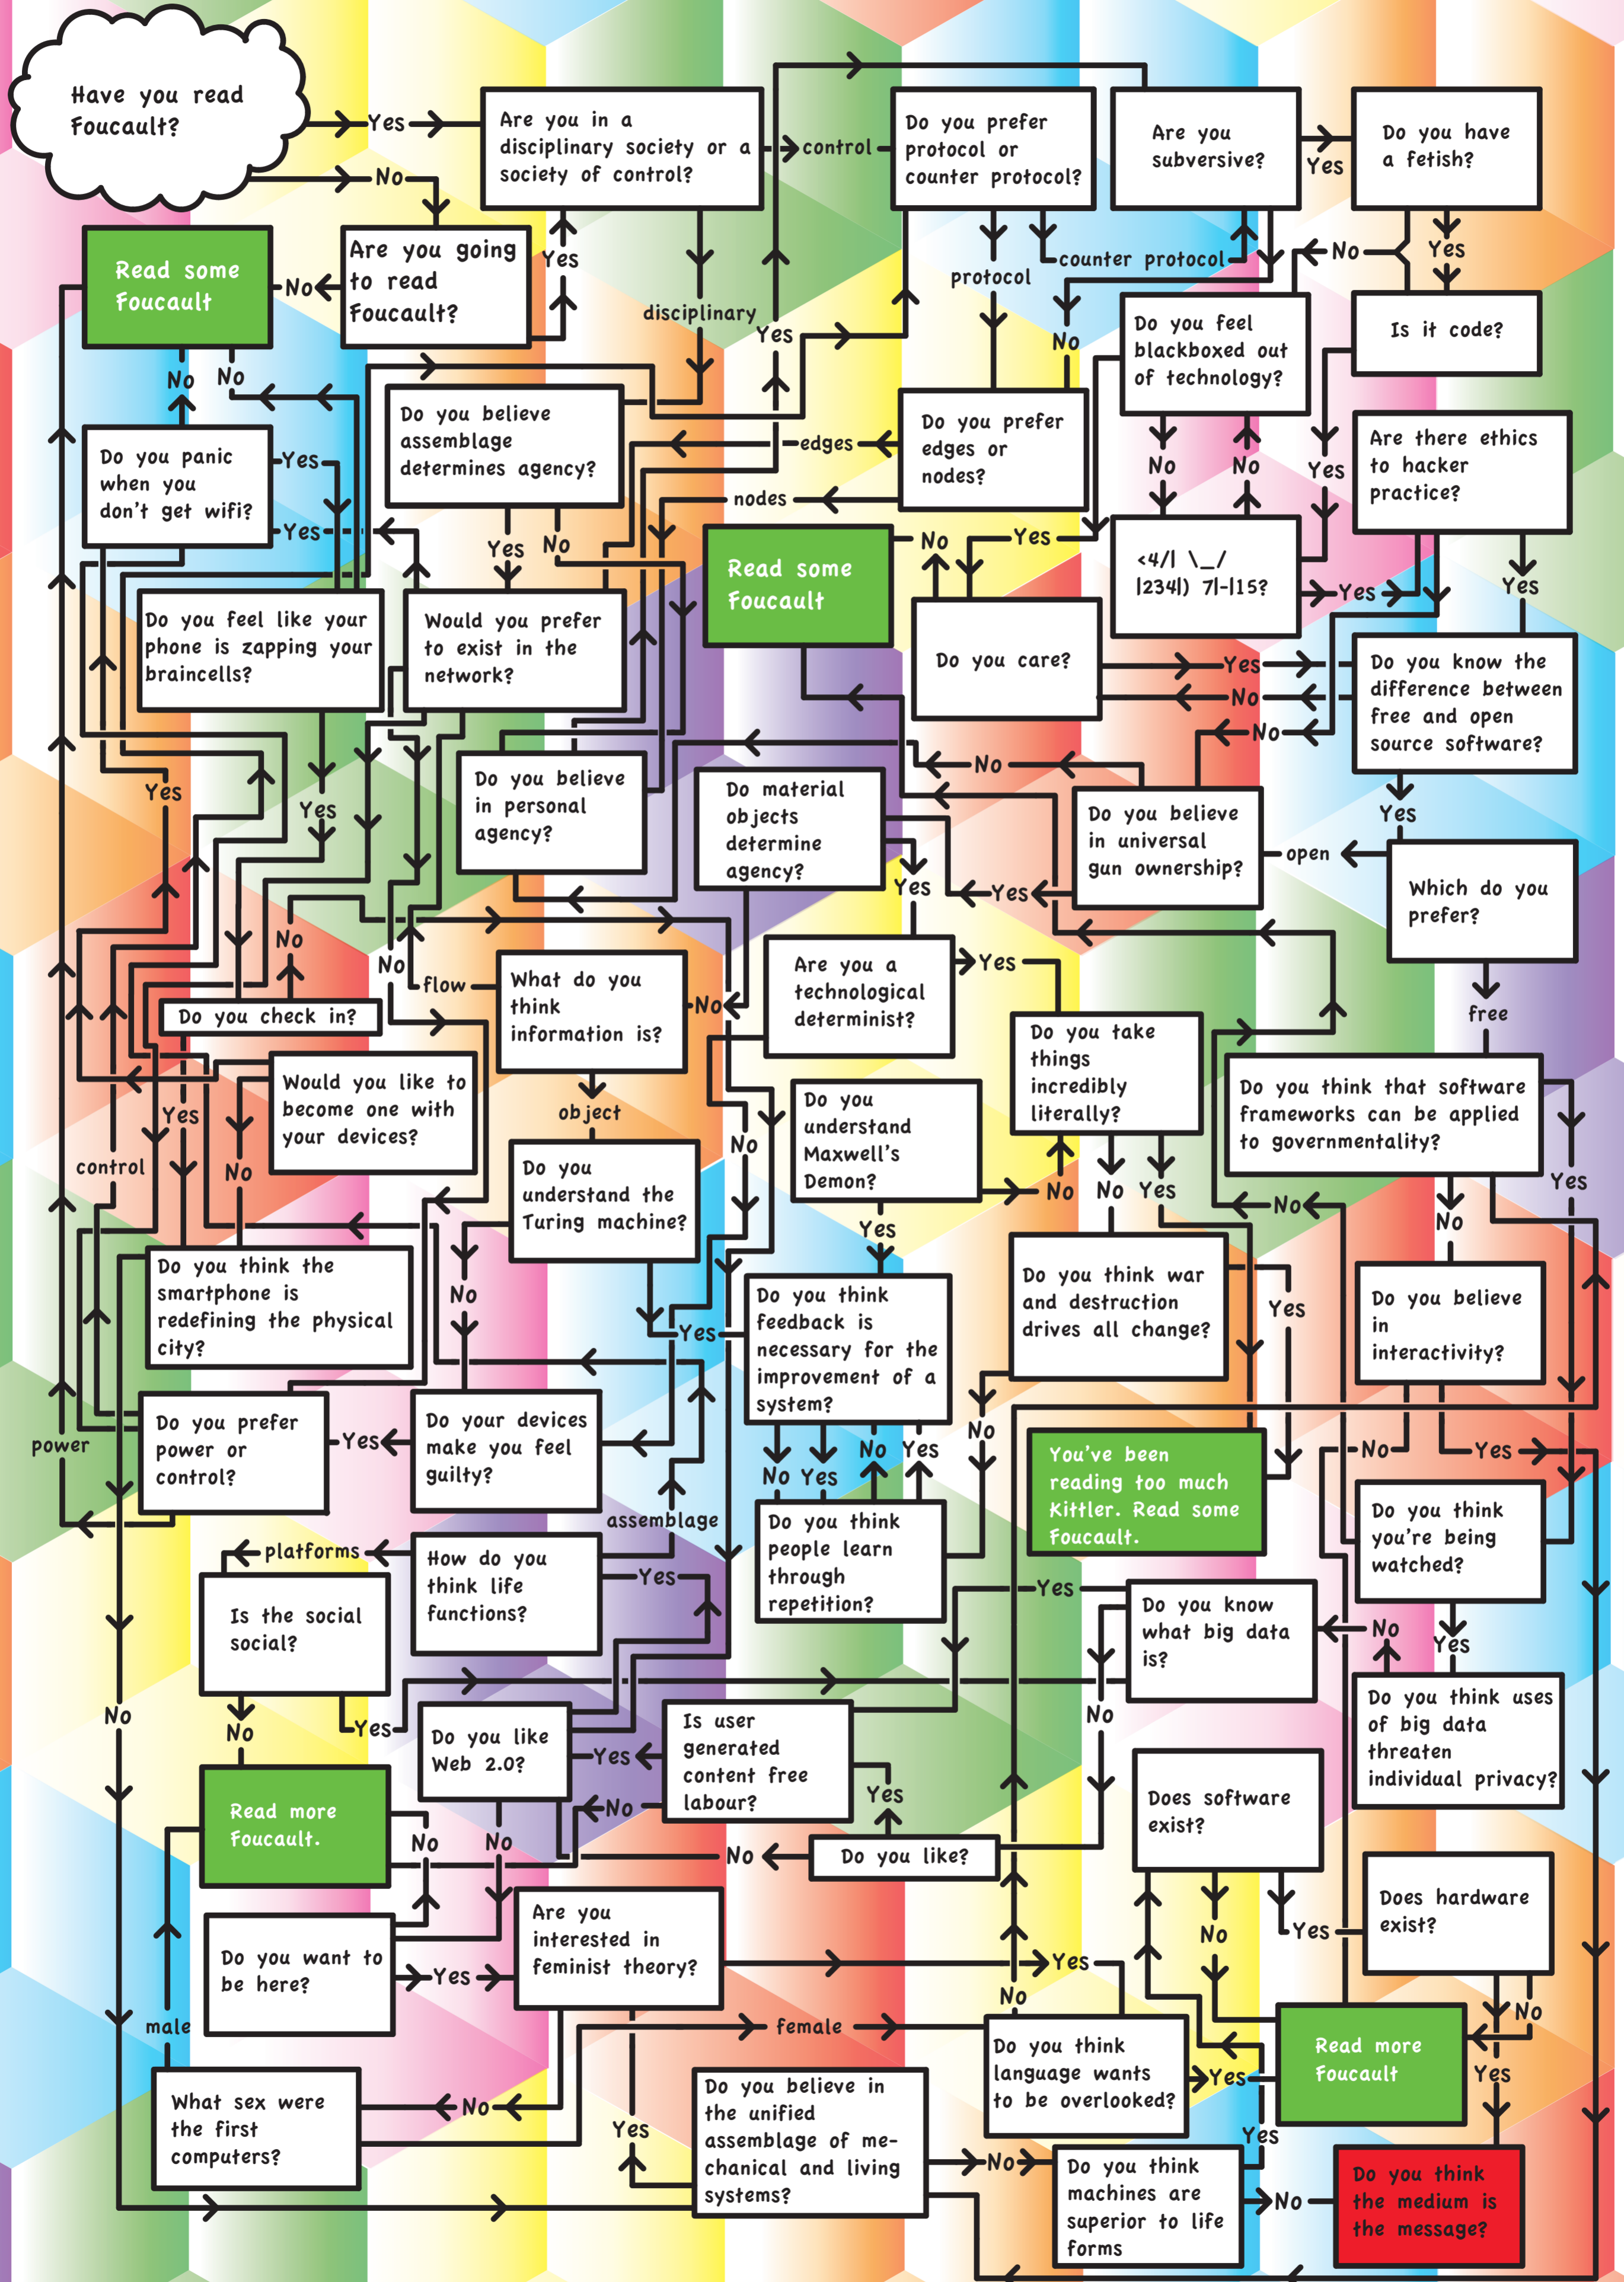 Have you read
Foucault?
Yes
No
Are you in a
disciplinary society or a
society of control?
control
Do you prefer
protocol or
counter protocol?
Are you
subversive?
Yes
Do you have
a fetish?
Read some
Foucault
No
Are you going
to read
Foucault?
Yes
disciplinary
Yes
protocol
counter protocol
No
No
Yes
Do you feel
blackboxed out
of technology?
Is it code?
No
No
Do you believe
assemblage
determines agency?
edges
nodes
Do you prefer
edges or
nodes?
No
No
Yes
Are there ethics
to hacker
practice?
Do you panic
when you
don't get wifi?
Yes
Yes
Yes
No
Read some
Foucault
No
Yes
<4/| \_/
|234|) 7|-|15?
Yes
Yes
Do you feel like your
phone is zapping your
braincells?
Would you prefer
to exist in the
network?
Do you care?
Yes
No
No
Do you know the
difference between
free and open
source software?
Yes
Yes
Yes
Do you believe
in personal
agency?
Do material
objects
determine
agency?
No
Do you believe
in universal
gun ownership?
open
Which do you
prefer?
Yes
Yes
No
No
flow
What do you
think
information is?
No
Are you a
technological
determinist?
Yes
free
Do you check in?
Do you take
things
incredibly
literally?
Would you like to
become one with
your devices?
Yes
No
control
object
Do you
understand
Maxwell's
Demon?
No
No
No
Yes
Do you think that software
frameworks can be applied
to governmentality?
Yes
No
No
Do you
understand the
Turing machine?
Yes
Do you think the
smartphone is
redefining the physical
city?
No
Yes
Do you think
feedback is
necessary for the
improvement of a
system?
Do you think war
and destruction
drives all change?
Yes
Do you believe
in
interactivity?
No
Yes
power
Do you prefer
power or
control?
Yes
Do your devices
make you feel
guilty?
No
Yes
No
Yes
No
You've been
reading too much
Kittler. Read some
Foucault.
Do you think
you're being
watched?
assemblage
platforms
How do you
think life
functions?
Yes
Do you think
people learn
through
repetition?
Yes
Do you know
what big data
is?
No
Yes
Is the social
social?
No
Yes
No
Do you like
Web 2.0?
Yes
No
Is user
generated
content free
labour?
Yes
No
Do you think uses
of big data
threaten
individual privacy?
Read more
Foucault.
No
No
No
Do you like?
Does software
exist?
Does hardware
exist?
Yes
No
Do you want to
be here?
Yes
Are you
interested in
feminist theory?
Yes
No
No
male
female
Do you think
language wants
to be overlooked?
Yes
Read more
Foucault
Yes
What sex were
the first
computers?
No
Yes
Do you believe in
the unified
assemblage of me-
chanical and living
systems?
No
Do you think
machines are
superior to life
forms
Yes
No
Do you think
the medium is
the message?